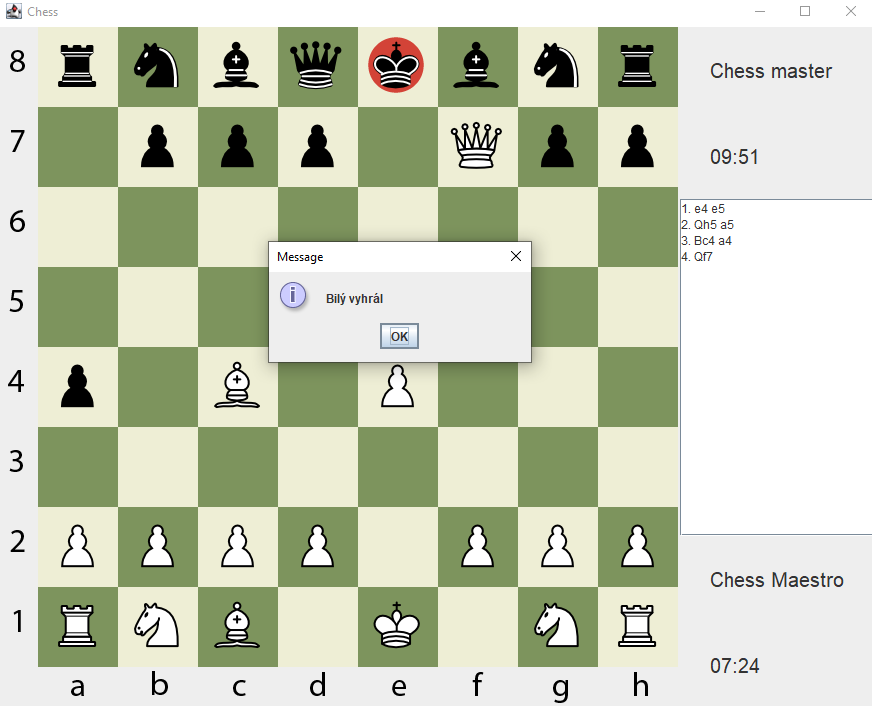 Chess
8
7
6
5
4
3
2
1
a b c d e f g h
Message
Bílý vyhrál
OK
Chess master
09:51
1. e4 e5
2. Qh5 a5
3. Bc4 a4
4. Qf7
Chess Maestro
07:24